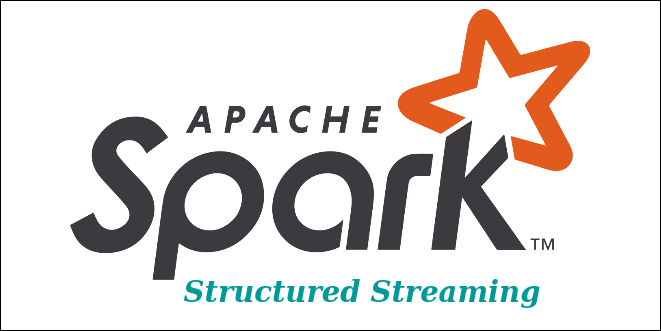 APACHE
Spark™
Structured Streaming